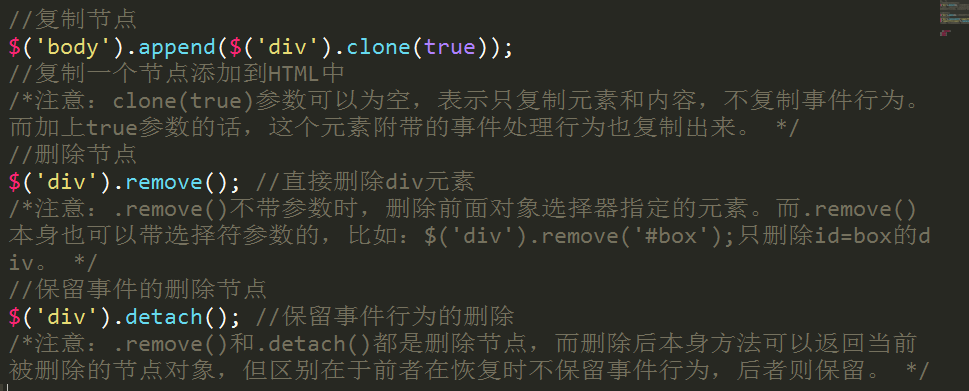 //复制节点
$('body').append($('div').clone(true));
//复制一个节点添加到HTML中
/*注意：clone(true)参数可以为空，表示只复制元素和内容，不复制事件行为。
而加上true参数的话，这个元素附带的事件处理行为也复制出来。 */
//删除节点
$('div').remove(); //直接删除div元素
/*注意：.remove()不带参数时，删除前面对象选择器指定的元素。而.remove()
本身也可以带选择符参数的，比如：$('div').remove('#box');只删除id=box的d
iv。 */
//保留事件的删除节点
$('div').detach(); //保留事件行为的删除
/*注意：.remove()和.detach()都是删除节点，而删除后本身方法可以返回当前
被删除的节点对象，但区别在于前者在恢复时不保留事件行为，后者则保留。 */